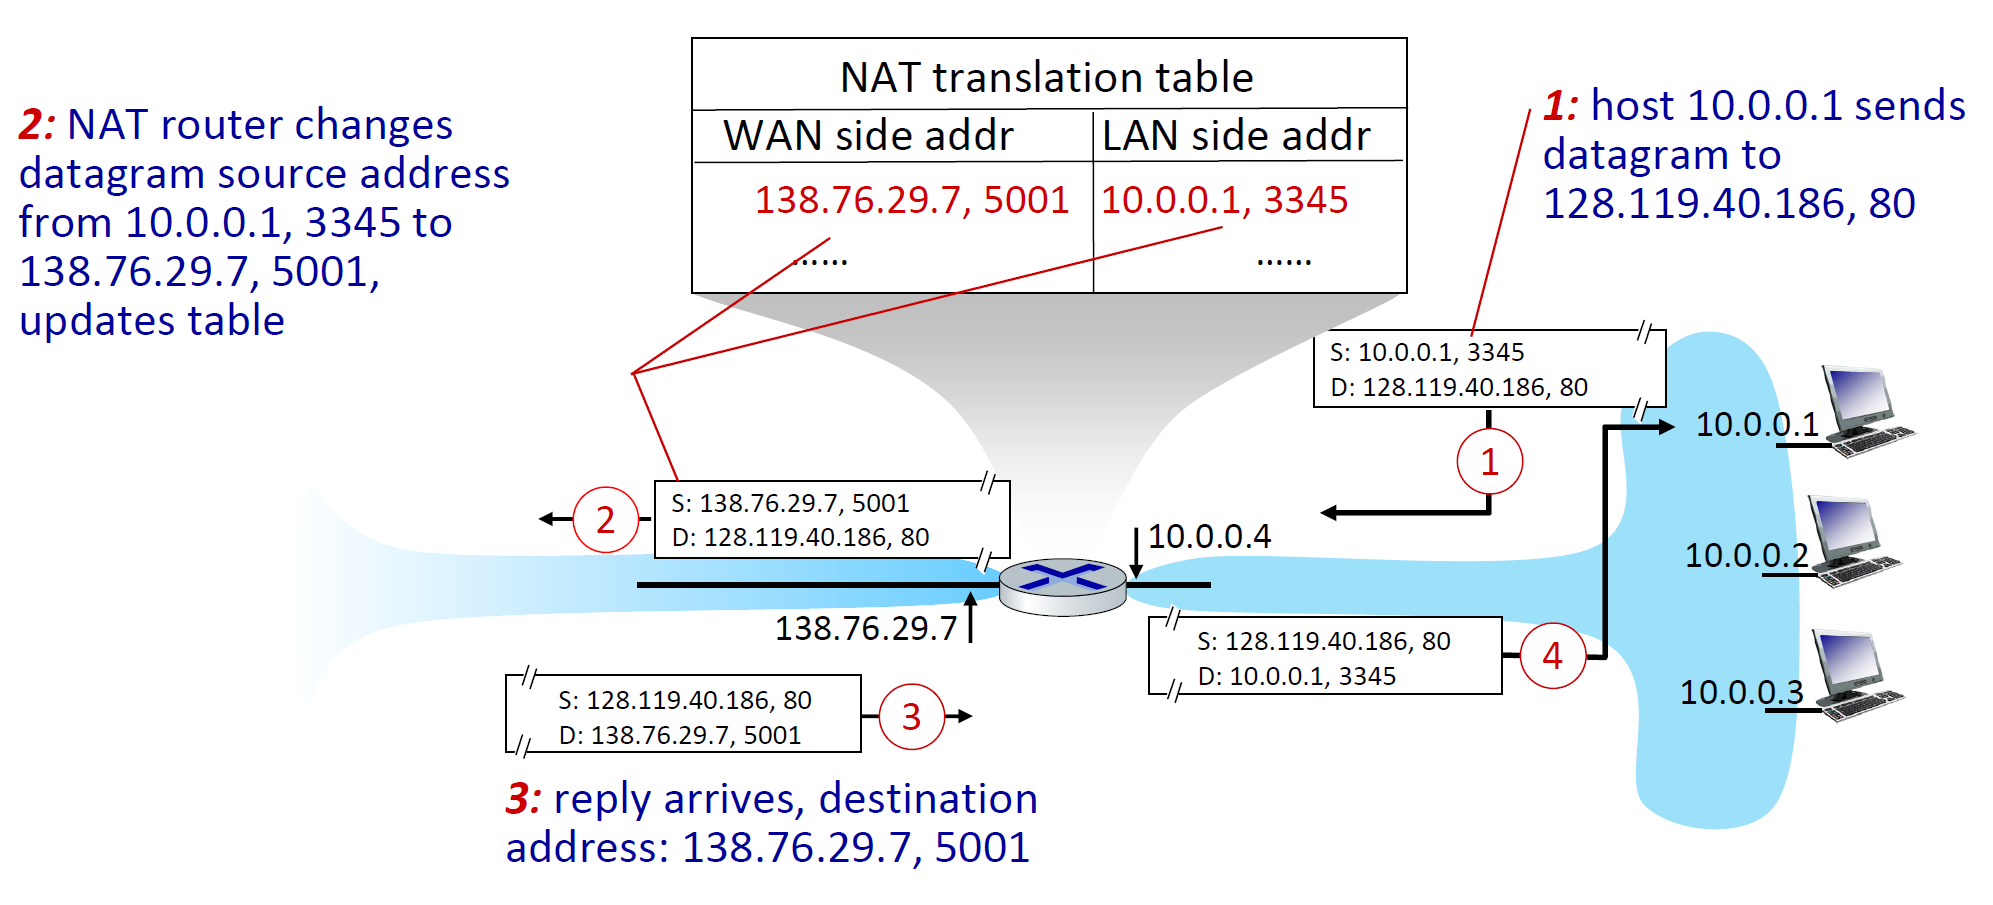 NAT translation table
WAN side addr LAN side addr
138.76.29.7, 5001 10.0.0.1, 3345
...... ......
2: NAT router changes
datagram source address
from 10.0.0.1, 3345 to
138.76.29.7, 5001,
updates table
1: host 10.0.0.1 sends
datagram to
128.119.40.186, 80
S: 10.0.0.1, 3345
D: 128.119.40.186, 80
1
10.0.0.1
S: 138.76.29.7, 5001
D: 128.119.40.186, 80
2
10.0.0.4
10.0.0.2
138.76.29.7
S: 128.119.40.186, 80
D: 10.0.0.1, 3345
4
10.0.0.3
S: 128.119.40.186, 80
D: 138.76.29.7, 5001
3
3: reply arrives, destination
address: 138.76.29.7, 5001